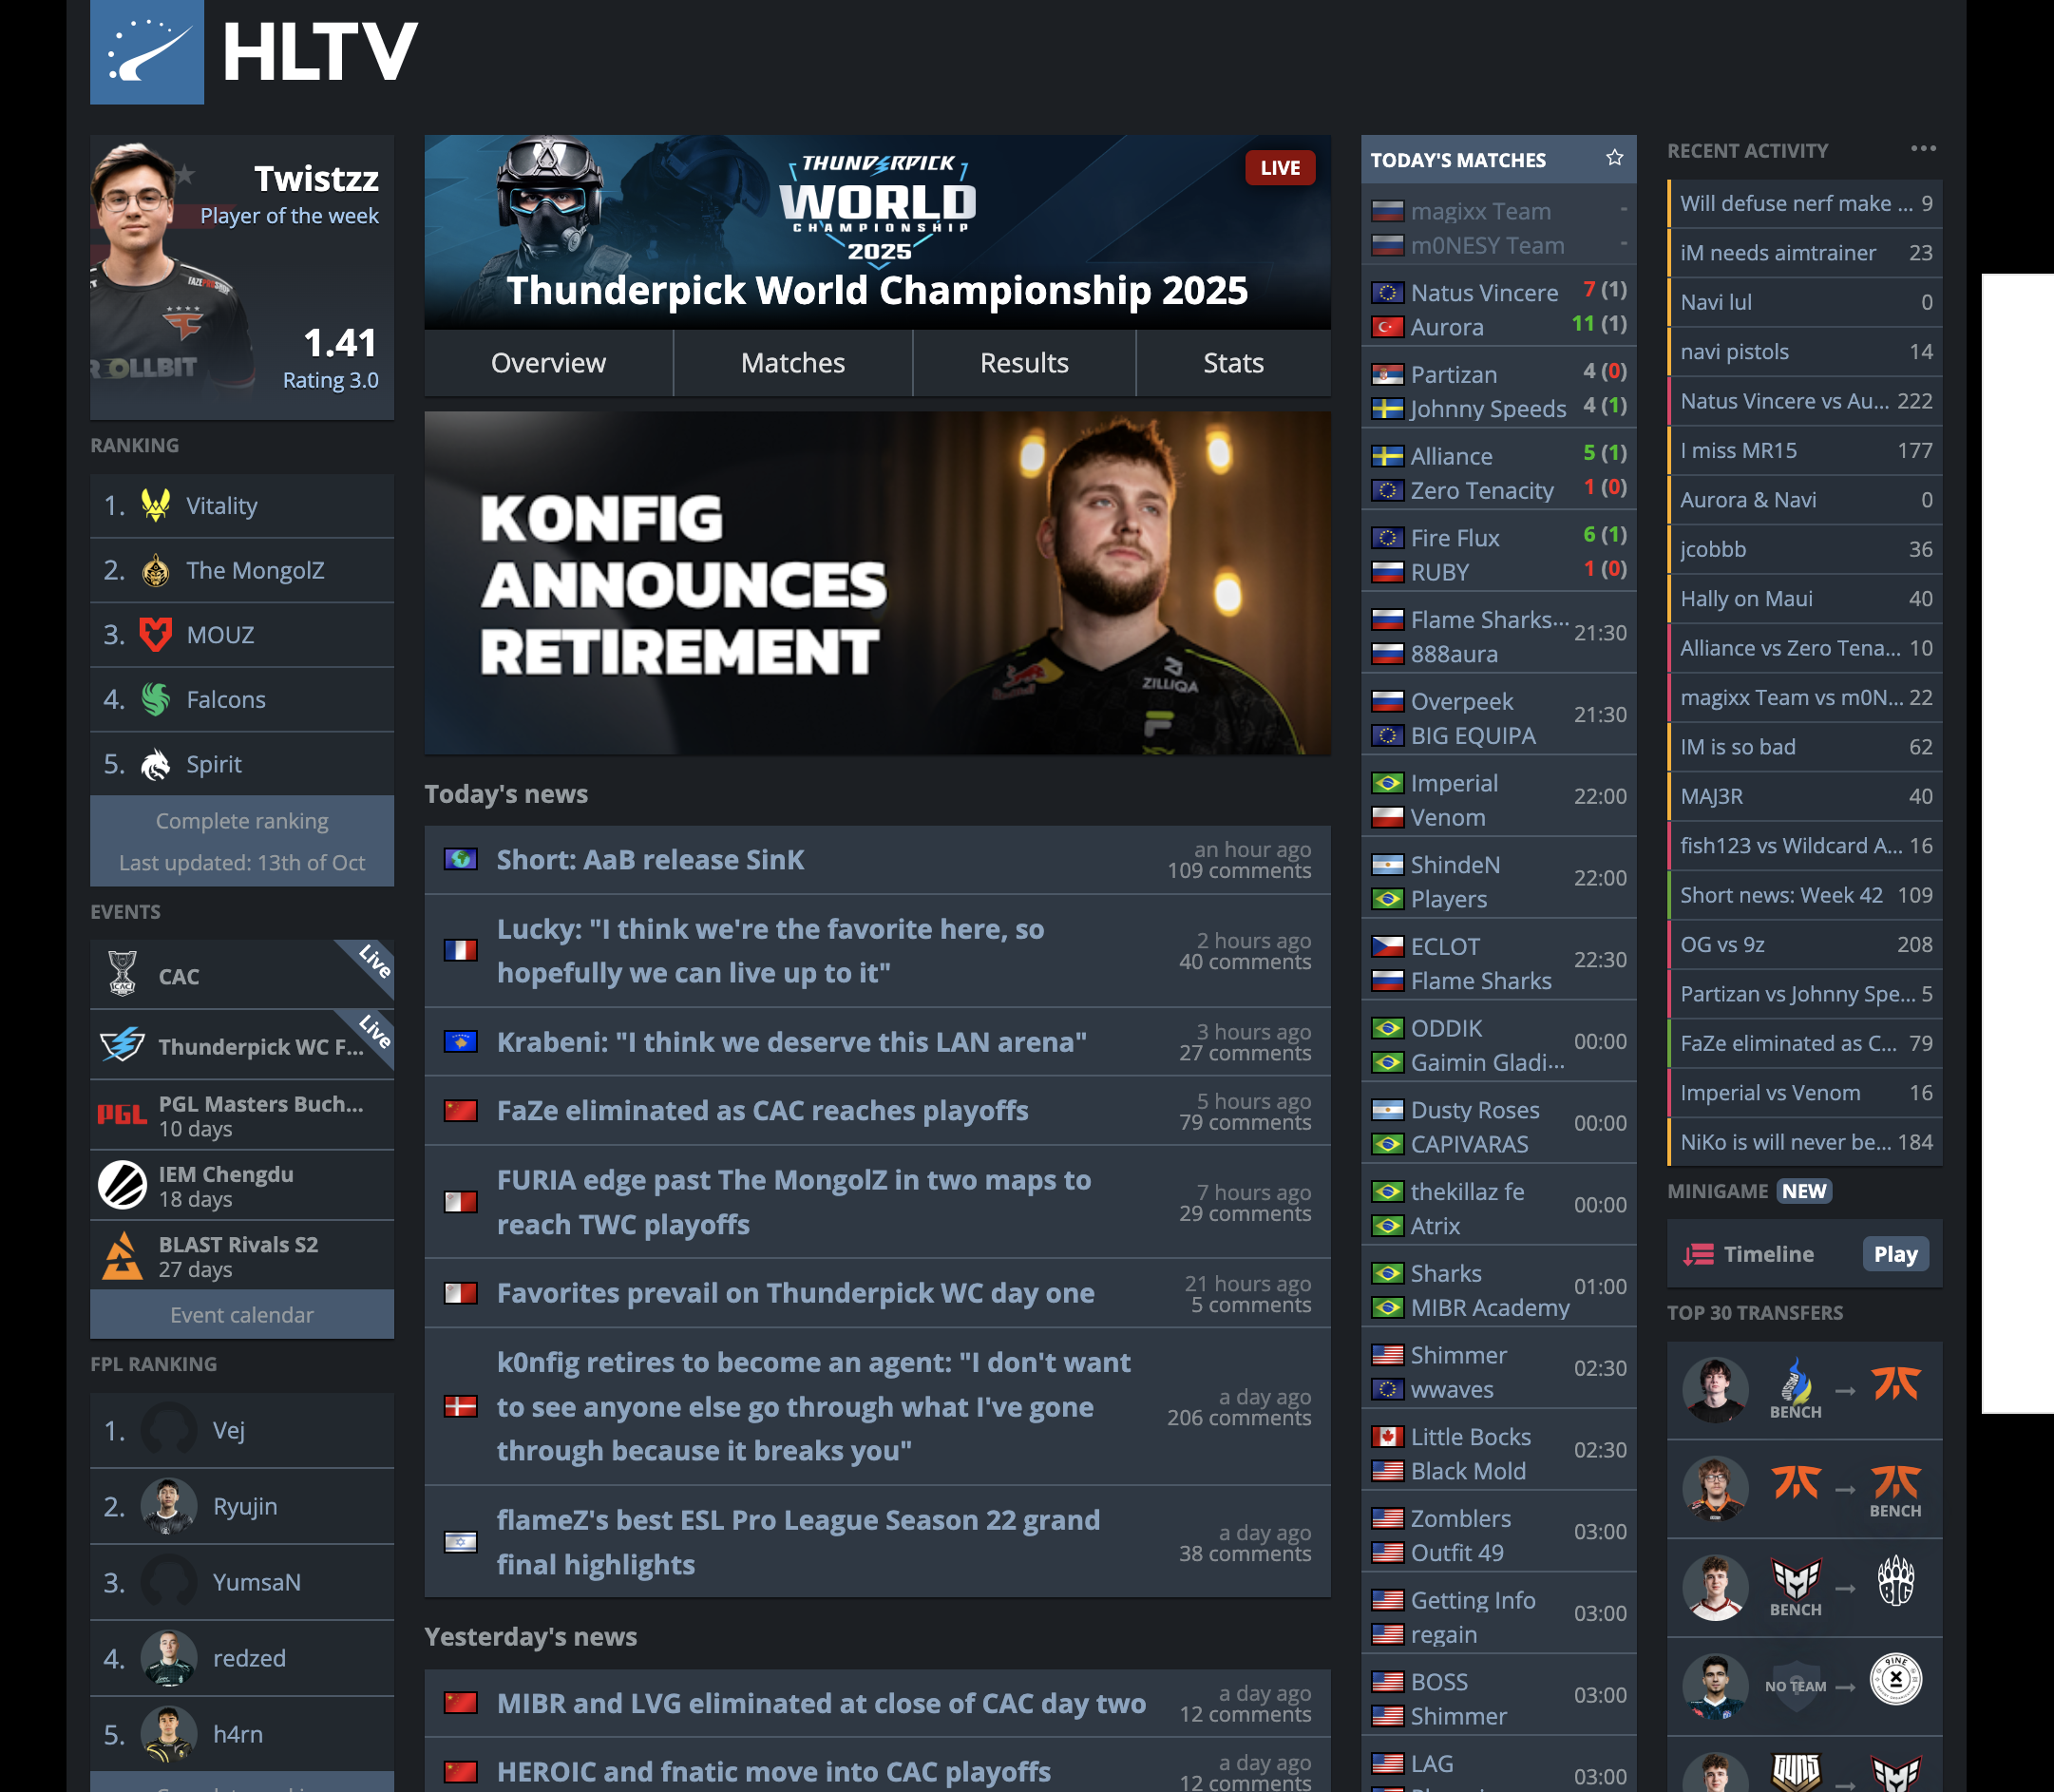 HLTV
Twistzz
Player of the week
1.41
Rating 3.0
RANKING
1. Vitality
2. The MongolZ
3. MOUZ
4. Falcons
5. Spirit
Complete ranking
Last updated: 13th of Oct
EVENTS
CAC
Live
Thunderpick WC F...
Live
PGL
PGL Masters Buch...
10 days
IEM Chengdu
18 days
BLAST Rivals S2
27 days
Event calendar
FPL RANKING
1. Vej
2. Ryujin
3. YumsaN
4. redzed
5. h4rn
THUNDERPICK
WORLD
CHAMPIONSHIP
2025
LIVE
Thunderpick World Championship 2025
Overview Matches Results Stats
KONFIG
ANNOUNCES
RETIREMENT
ZILLIQA
Today's news
Short: AaB release SinK
an hour ago
109 comments
Lucky: "I think we're the favorite here, so
hopefully we can live up to it"
2 hours ago
40 comments
Krabeni: "I think we deserve this LAN arena"
3 hours ago
27 comments
FaZe eliminated as CAC reaches playoffs
5 hours ago
79 comments
FURIA edge past The MongolZ in two maps to
reach TWC playoffs
7 hours ago
29 comments
Favorites prevail on Thunderpick WC day one
21 hours ago
5 comments
k0nfig retires to become an agent: "I don't want
to see anyone else go through what I've gone
through because it breaks you"
a day ago
206 comments
flameZ's best ESL Pro League Season 22 grand
final highlights
a day ago
38 comments
Yesterday's news
MIBR and LVG eliminated at close of CAC day two
a day ago
12 comments
HEROIC and fnatic move into CAC playoffs
a day ago
12 comments
TODAY'S MATCHES
magixx Team -
m0NESY Team -
Natus Vincere 7 (1)
Aurora 11 (1)
Partizan 4 (0)
Johnny Speeds 4 (1)
Alliance 5 (1)
Zero Tenacity 1 (0)
Fire Flux 6 (1)
RUBY 1 (0)
Flame Sharks...
888aura
21:30
Overpeek
BIG EQUIPA
21:30
Imperial
Venom
22:00
ShindeN
Players
22:00
ECLOT
Flame Sharks
22:30
ODDIK
Gaimin Gladi...
00:00
Dusty Roses
CAPIVARAS
00:00
thekillaz fe
Atrix
00:00
Sharks
MIBR Academy
01:00
Shimmer
wwaves
02:30
Little Bocks
Black Mold
02:30
Zomblers
Outfit 49
03:00
Getting Info
regain
03:00
BOSS
Shimmer
03:00
LAG
03:00
RECENT ACTIVITY
Will defuse nerf make ... 9
iM needs aimtrainer 23
Navi lul 0
navi pistols 14
Natus Vincere vs Au... 222
I miss MR15 177
Aurora & Navi 0
jcobbb 36
Hally on Maui 40
Alliance vs Zero Tena... 10
magixx Team vs m0N... 22
IM is so bad 62
MAJ3R 40
fish123 vs Wildcard A... 16
Short news: Week 42 109
OG vs 9z 208
Partizan vs Johnny Spe... 5
FaZe eliminated as C... 79
Imperial vs Venom 16
NiKo is will never be... 184
MINIGAME NEW
Timeline Play
TOP 30 TRANSFERS
BENCH
BENCH
BENCH
BIG
NO TEAM
9INE